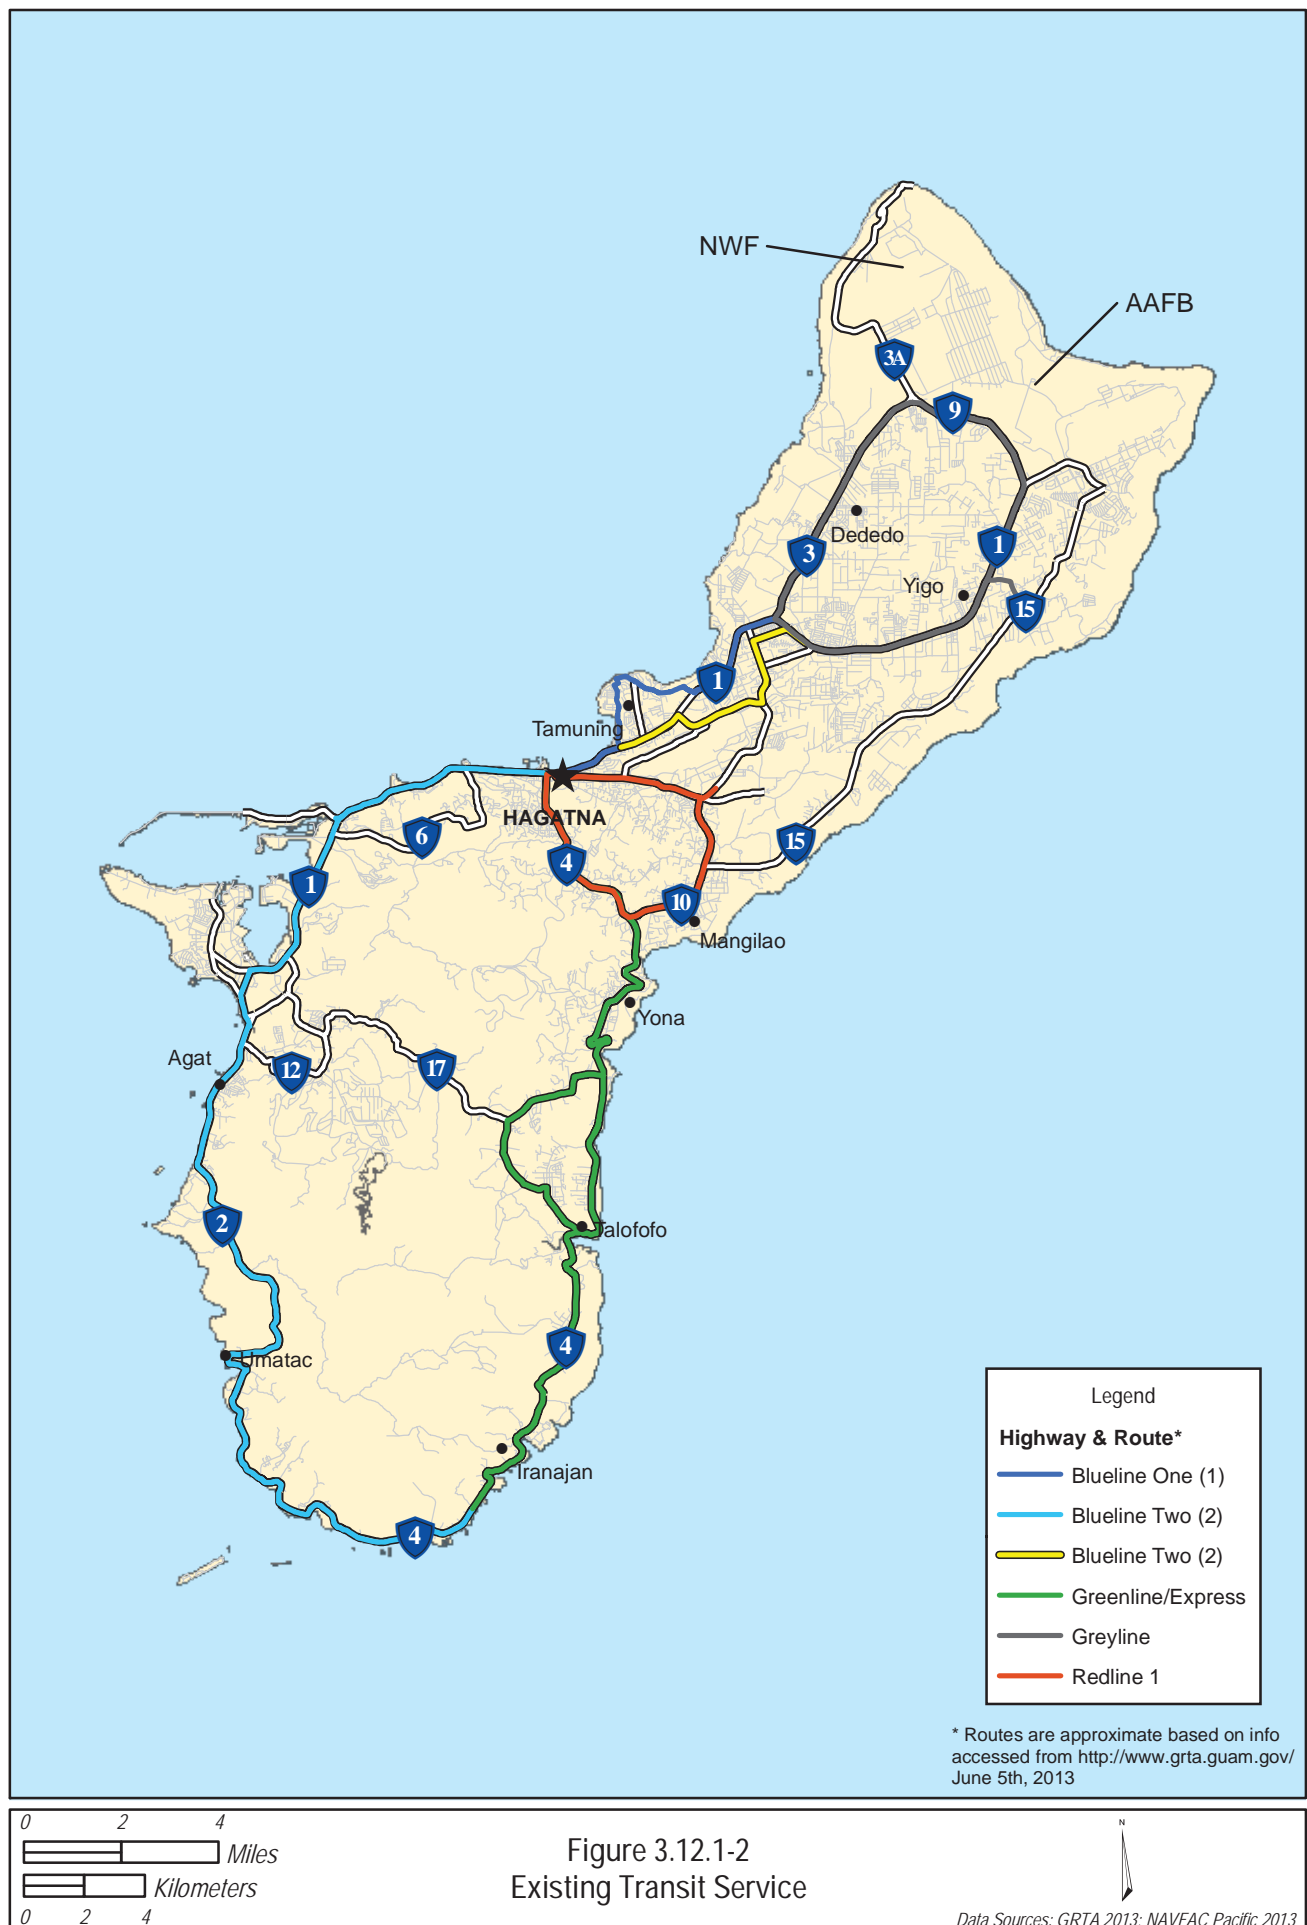 NWF
AAFB
3A
9
Dededo
3
1
Yigo
15
1
Tamuning
HAGATNA
6
4
15
1
10
Mangilao
Yona
Agat
12
17
2
Talofofo
4
Umatac
Iranajan
4
Legend
Highway & Route*
Blueline One (1)
Blueline Two (2)
Blueline Two (2)
Greenline/Express
Greyline
Redline 1
* Routes are approximate based on info
accessed from http://www.grta.guam.gov/
June 5th, 2013
0 2 4
Miles
Kilometers
0 2 4
Figure 3.12.1-2
Existing Transit Service
N
Data Sources: GRTA 2013; NAVFAC Pacific 2013